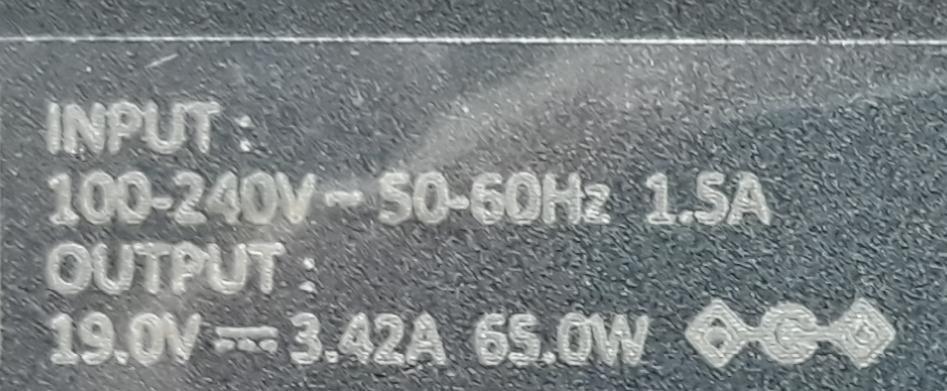 INPUT :
100-240V~ 50-60Hz 1.5A
OUTPUT :
19.0V⎓3.42A 65.0W